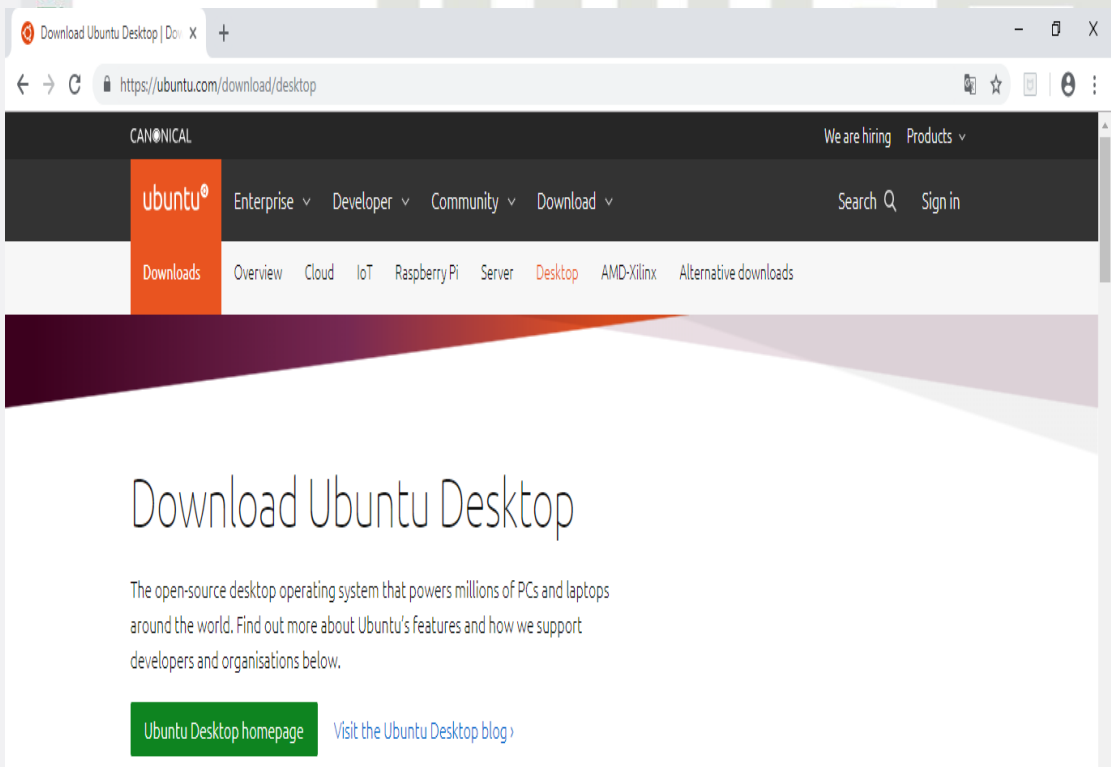 Download Ubuntu Desktop | Dow
https://ubuntu.com/download/desktop
CANONICAL We are hiring Products
ubuntu® Enterprise Developer Community Download Search Sign in
Downloads Overview Cloud IoT Raspberry Pi Server Desktop AMD-Xilinx Alternative downloads
Download Ubuntu Desktop
The open-source desktop operating system that powers millions of PCs and laptops
around the world. Find out more about Ubuntu's features and how we support
developers and organisations below.
Ubuntu Desktop homepage Visit the Ubuntu Desktop blog ›